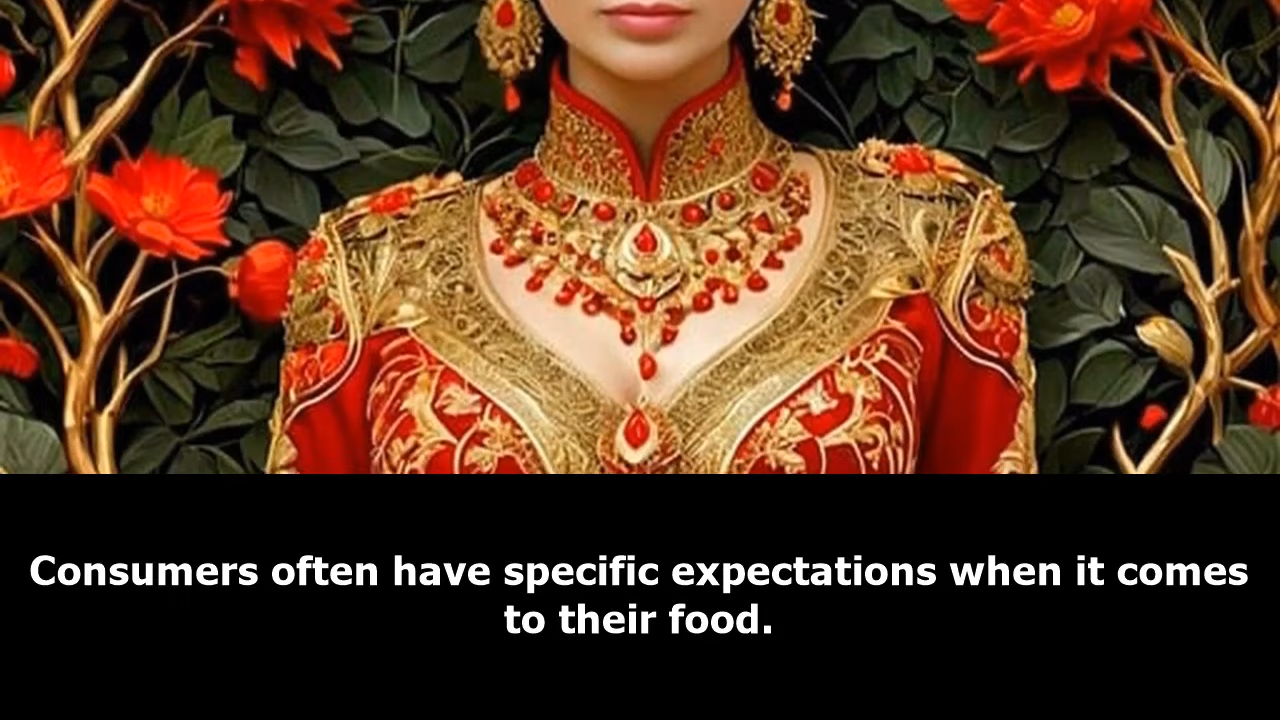 Consumers often have specific expectations when it comes
to their food.